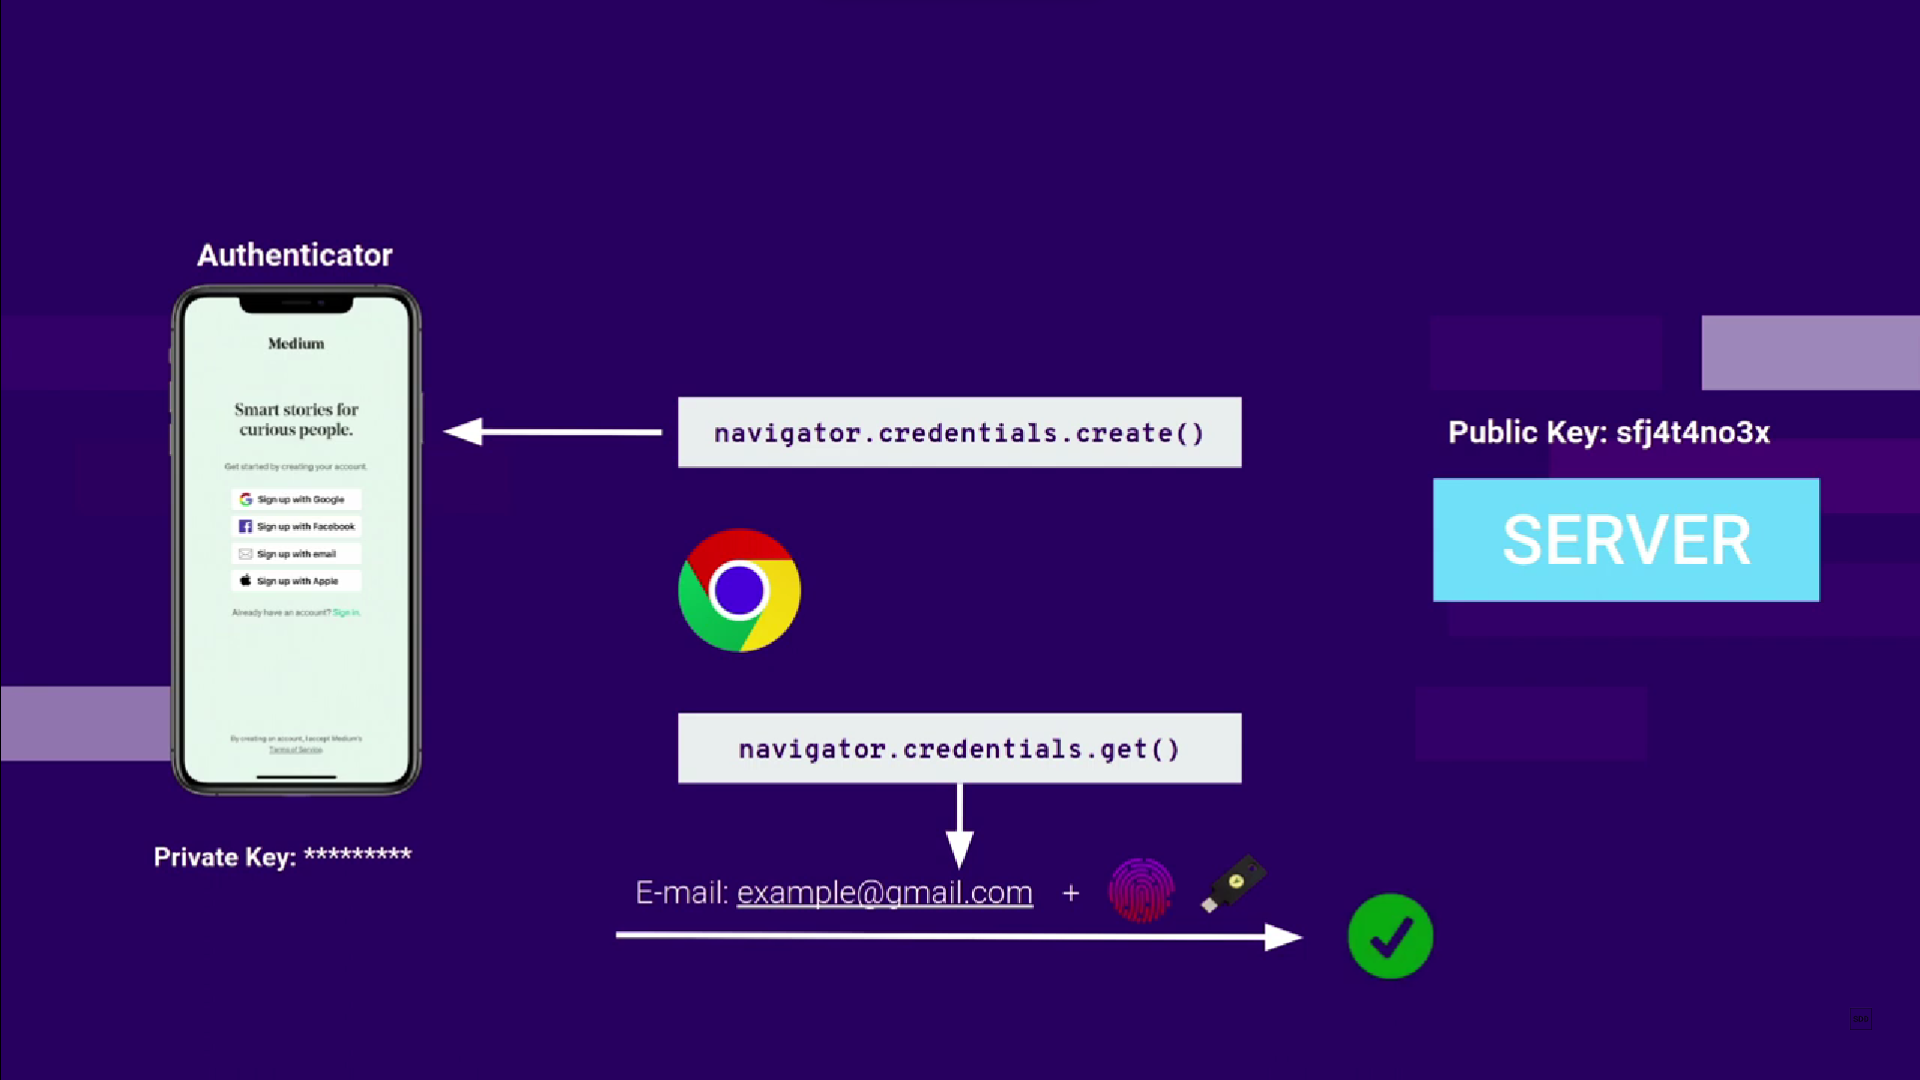 Authenticator
Medium
Smart stories for
curious people.
Get started by creating your account.
Sign up with Google
Sign up with Facebook
Sign up with email
Sign up with Apple
Already have an account? Sign in.
By creating an account, I accept Medium's
Terms of Service.
Private Key: *********
navigator.credentials.create()
navigator.credentials.get()
E-mail: example@gmail.com +
Public Key: sfj4t4no3x
SERVER